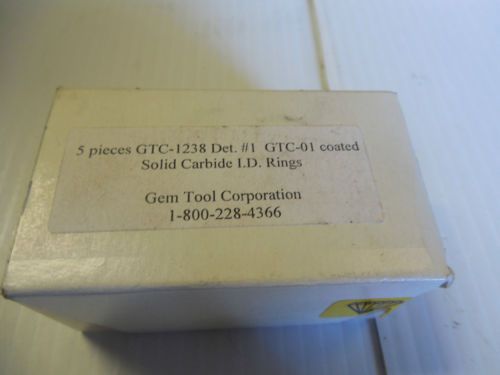 5 pieces GTC-1238 Det. #1 GTC-01 coated
Solid Carbide I.D. Rings
Gem Tool Corporation
1-800-228-4366